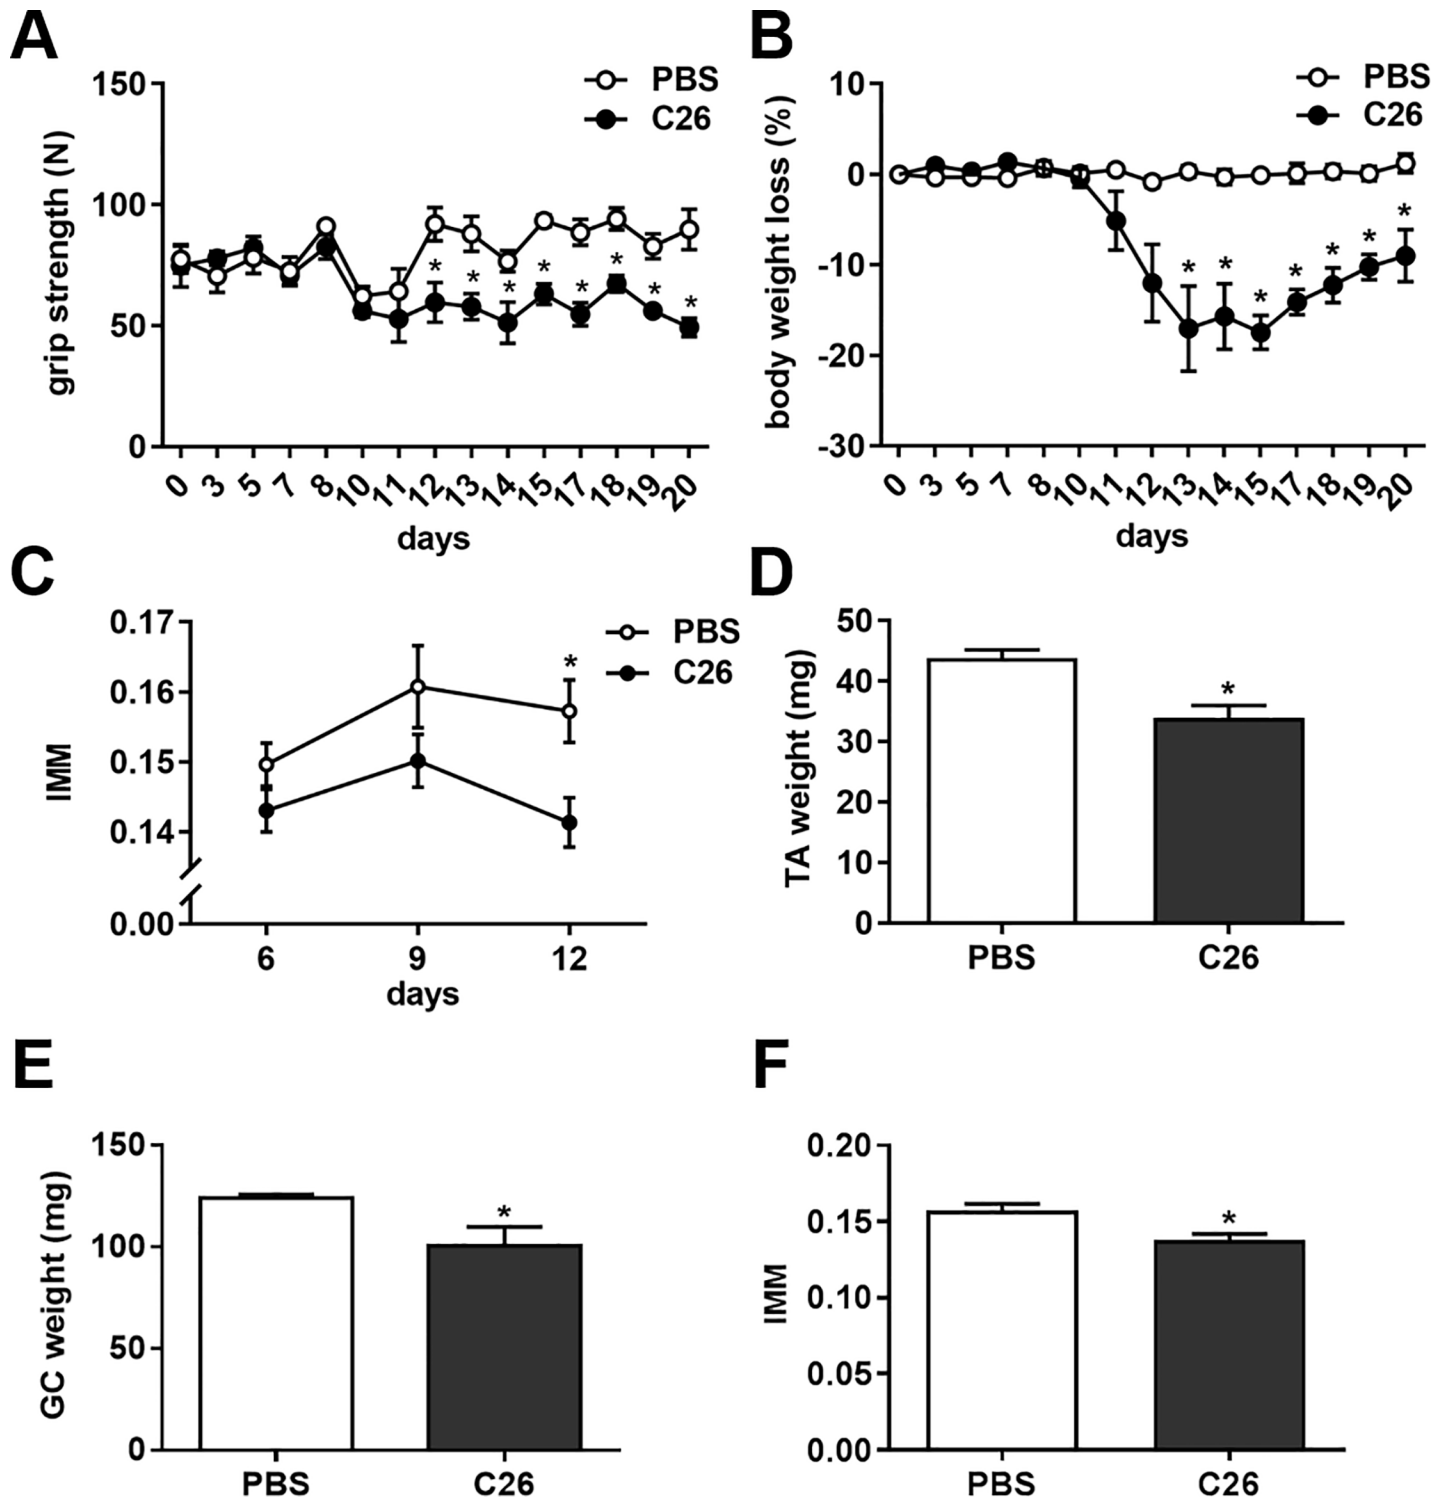 A
150
100
50
0
grip strength (N)
PBS
C26
* * * * * * * *
0 3 5 7 8 10 11 12 13 14 15 17 18 19 20
days
B
10
0
-10
-20
-30
body weight loss (%)
PBS
C26
* * * * * * *
0 3 5 7 8 10 11 12 13 14 15 17 18 19 20
days
C
0.17
0.16
0.15
0.14
0.00
IMM
PBS
C26
*
6 9 12
days
D
50
40
30
20
10
0
TA weight (mg)
*
PBS C26
E
150
100
50
0
GC weight (mg)
*
PBS C26
F
0.20
0.15
0.10
0.05
0.00
IMM
*
PBS C26